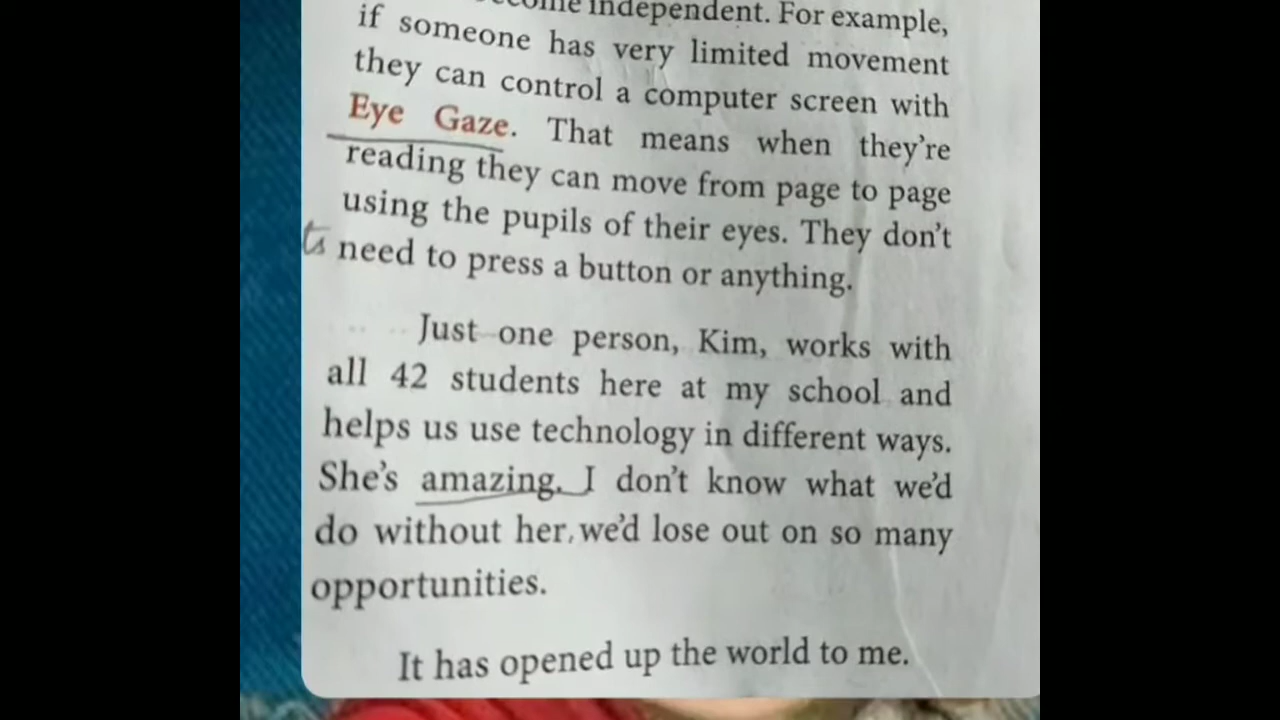 independent. For example,
if someone has very limited movement
they can control a computer screen with
Eye Gaze. That means when they're
reading they can move from page to page
using the pupils of their eyes. They don't
ts need to press a button or anything.
Just one person, Kim, works with
all 42 students here at my school and
helps us use technology in different ways.
She's amazing. I don't know what we'd
do without her, we'd lose out on so many
opportunities.
It has opened up the world to me.